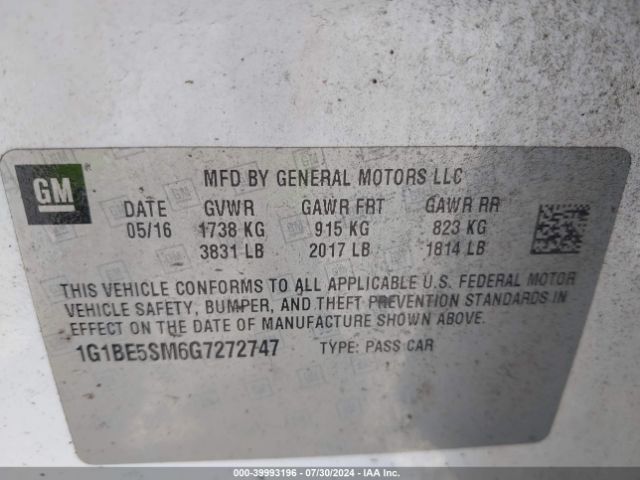 GM
MFD BY GENERAL MOTORS LLC
DATE GVWR GAWR FRT GAWR RR
05/16 1738 KG 915 KG 823 KG
3831 LB 2017 LB 1814 LB
THIS VEHICLE CONFORMS TO ALL APPLICABLE U.S. FEDERAL MOTOR
VEHICLE SAFETY, BUMPER, AND THEFT PREVENTION STANDARDS IN
EFFECT ON THE DATE OF MANUFACTURE SHOWN ABOVE.
1G1BE5SM6G7272747 TYPE: PASS CAR
000-39993196 - 07/30/2024 - IAA Inc.